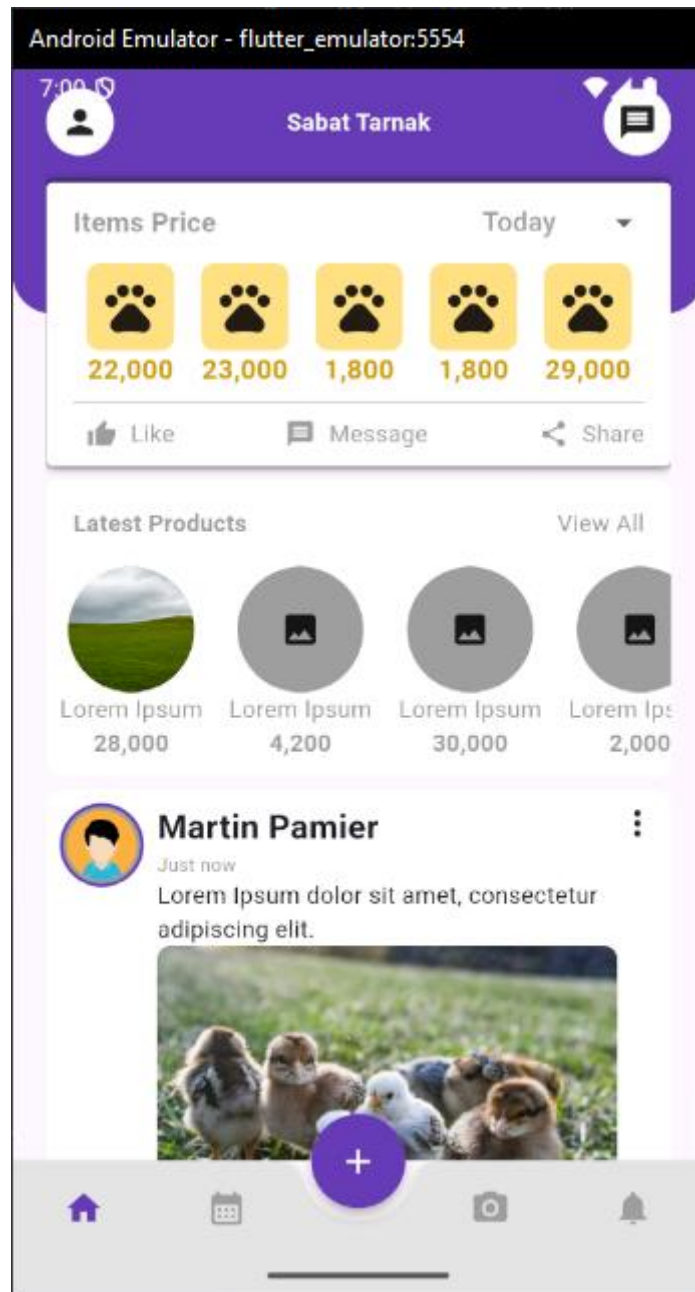 Android Emulator - flutter_emulator:5554
7:00
Sabat Tarnak
Items Price Today
22,000 23,000 1,800 1,800 29,000
Like Message Share
Latest Products View All
Lorem Ipsum Lorem Ipsum Lorem Ipsum Lorem Ips
28,000 4,200 30,000 2,000
Martin Pamier
Just now
Lorem Ipsum dolor sit amet, consectetur
adipiscing elit.